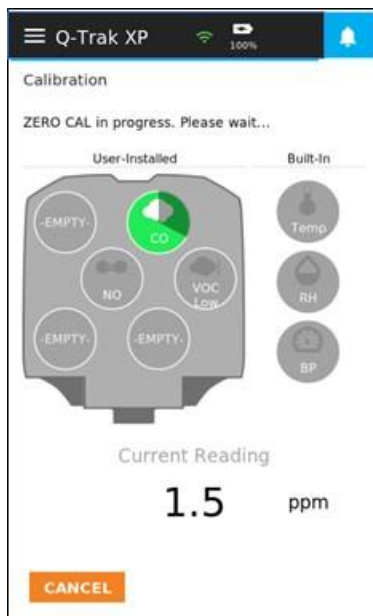 Q-Trak XP
100%
Calibration
ZERO CAL in progress. Please wait...
User-Installed
Built-In
-EMPTY-
CO
Temp
NO
VOC
Low
RH
-EMPTY-
-EMPTY-
BP
Current Reading
1.5 ppm
CANCEL